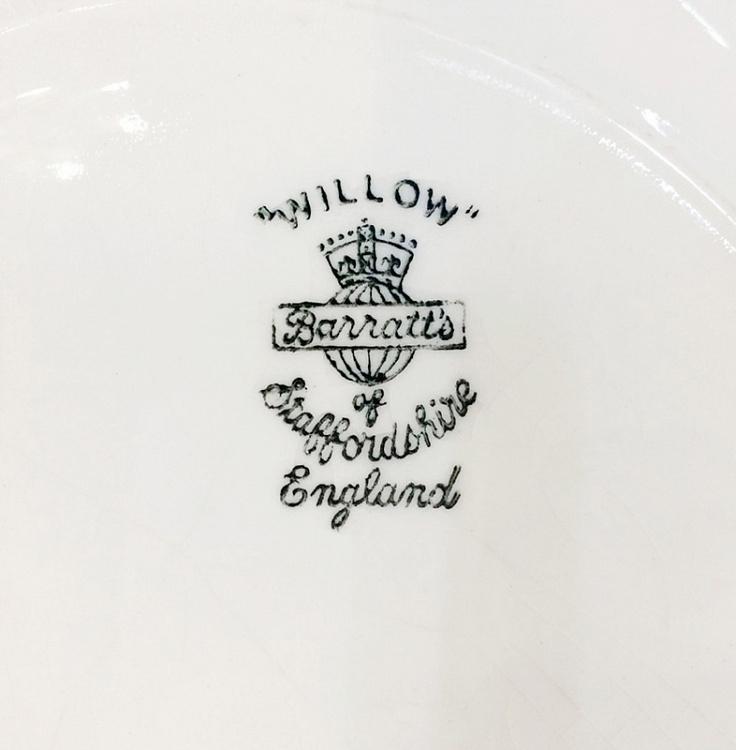 "WILLOW"
Barratt's
of
Staffordshire
England